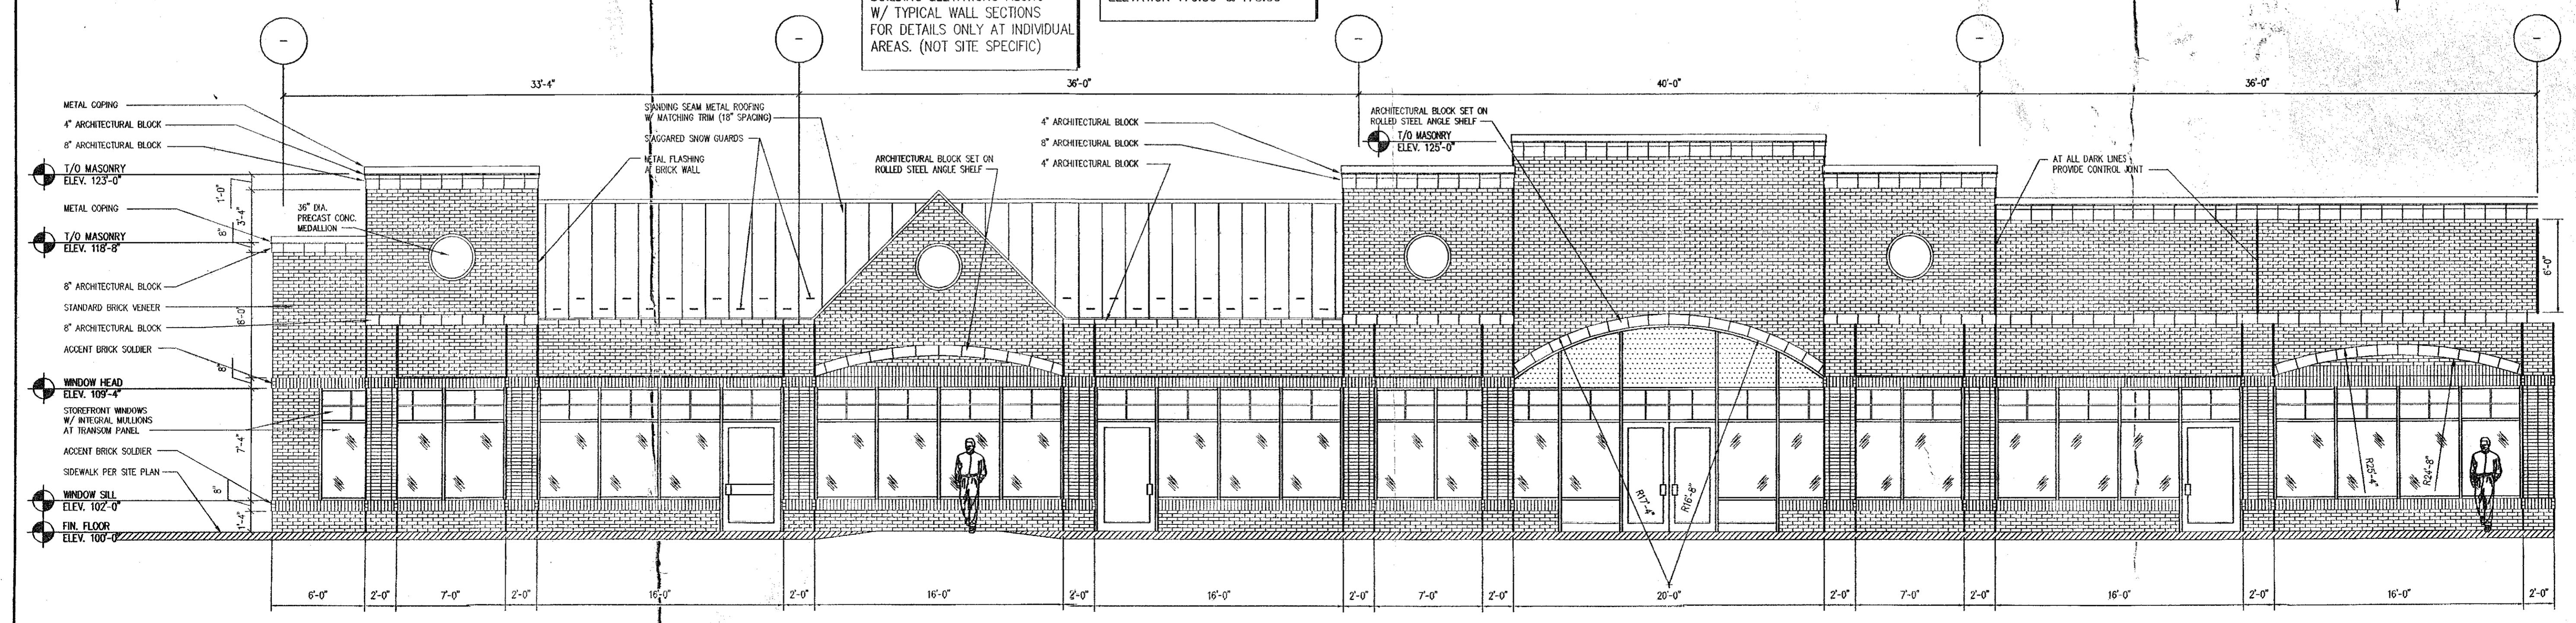 W/ TYPICAL WALL SECTIONS
FOR DETAILS ONLY AT INDIVIDUAL
AREAS. (NOT SITE SPECIFIC)
-
-
-
-
-
33'-4"
36'-0"
40'-0"
36'-0"
METAL COPING
4" ARCHITECTURAL BLOCK
8" ARCHITECTURAL BLOCK
T/O MASONRY
ELEV. 123'-0"
METAL COPING
T/O MASONRY
ELEV. 118'-8"
8" ARCHITECTURAL BLOCK
STANDARD BRICK VENEER
8" ARCHITECTURAL BLOCK
ACCENT BRICK SOLDIER
WINDOW HEAD
ELEV. 109'-4"
STOREFRONT WINDOWS
W/ INTEGRAL MULLIONS
AT TRANSOM PANEL
ACCENT BRICK SOLDIER
SIDEWALK PER SITE PLAN
WINDOW SILL
ELEV. 102'-0"
FIN. FLOOR
ELEV. 100'-0"
1'-0"
3'-4"
8"
8"
7'-4"
8"
1'-4"
36" DIA.
PRECAST CONC.
MEDALLION
STANDING SEAM METAL ROOFING
W/ MATCHING TRIM (18" SPACING)
STAGGARED SNOW GUARDS
METAL FLASHING
BRICK WALL
ARCHITECTURAL BLOCK SET ON
ROLLED STEEL ANGLE SHELF
4" ARCHITECTURAL BLOCK
8" ARCHITECTURAL BLOCK
4" ARCHITECTURAL BLOCK
ARCHITECTURAL BLOCK SET ON
ROLLED STEEL ANGLE SHELF
T/O MASONRY
ELEV. 125'-0"
AT ALL DARK LINES
PROVIDE CONTROL JOINT
6'-0"
R17'-4"
R16'-8"
R25'-4"
R24'-8"
6'-0"
2'-0"
7'-0"
2'-0"
16'-0"
2'-0"
16'-0"
2'-0"
16'-0"
2'-0"
7'-0"
2'-0"
20'-0"
2'-0"
7'-0"
2'-0"
16'-0"
2'-0"
16'-0"
2'-0"